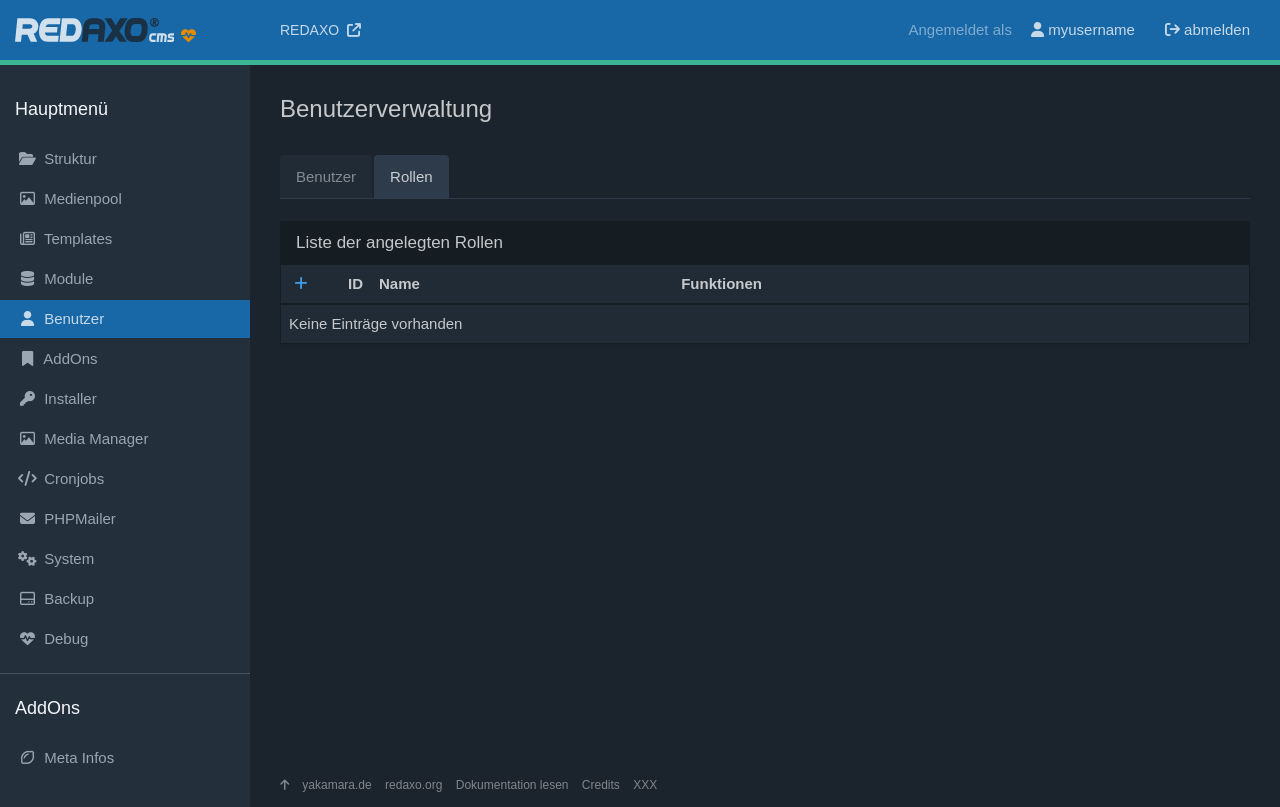 REDAXO® cms
REDAXO
Angemeldet als myusername abmelden
Hauptmenü
Struktur
Medienpool
Templates
Module
Benutzer
AddOns
Installer
Media Manager
Cronjobs
PHPMailer
System
Backup
Debug
AddOns
Meta Infos
Benutzerverwaltung
Benutzer Rollen
Liste der angelegten Rollen
ID Name Funktionen
Keine Einträge vorhanden
yakamara.de redaxo.org Dokumentation lesen Credits XXX